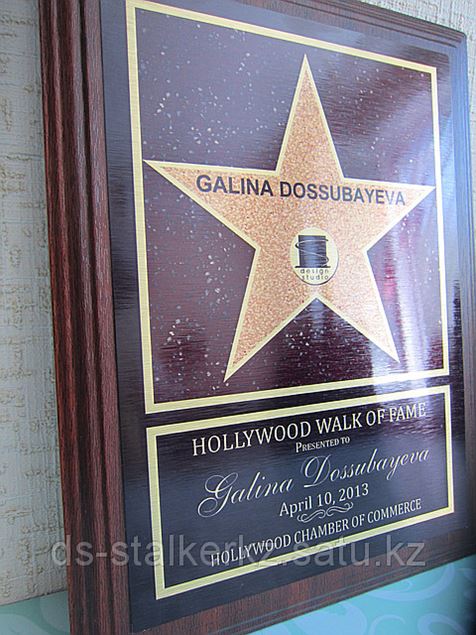 GALINA DOSSUBAYEVA
design
studio
HOLLYWOOD WALK OF FAME
PRESENTED TO
Galina Dossubayeva
April 10, 2013
HOLLYWOOD CHAMBER OF COMMERCE
ds-stalkerkz.satu.kz